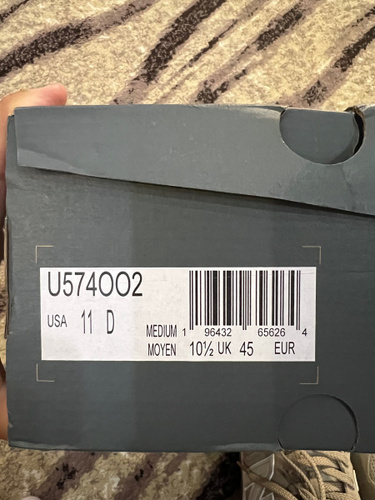 U574OO2
USA 11 D
MEDIUM 1 96432 65626 4
MOYEN 10½ UK 45 EUR